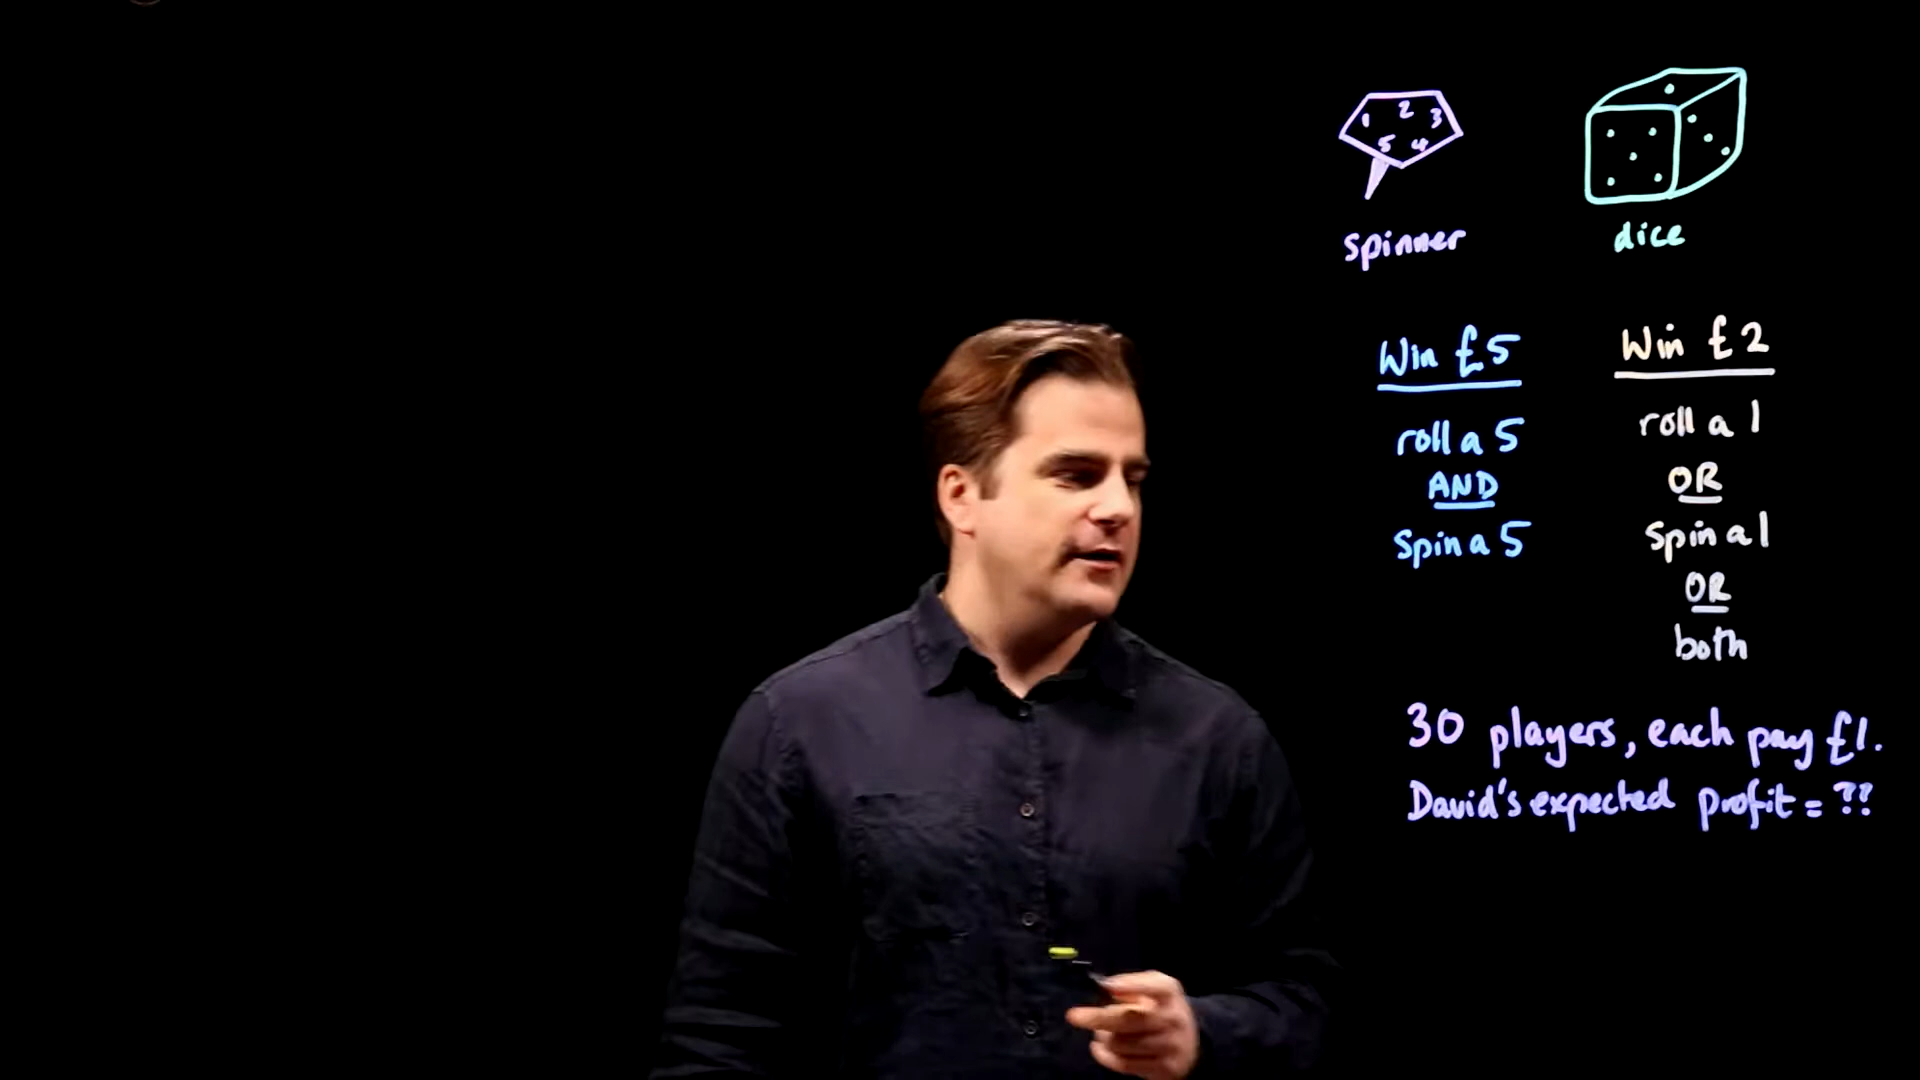 1 2 3
5 4
spinner
dice
Win £5
roll a 5
AND
spin a 5
Win £2
roll a 1
OR
spin a 1
OR
both
30 players, each pay £1.
David's expected profit = ??